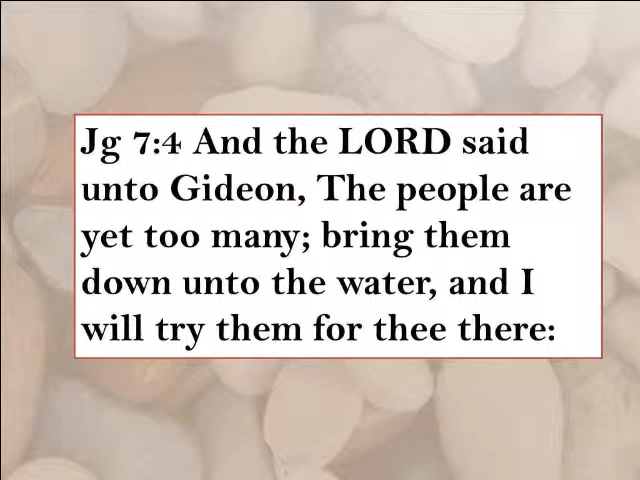 Jg 7:4 And the LORD said
unto Gideon, The people are
yet too many; bring them
down unto the water, and I
will try them for thee there: